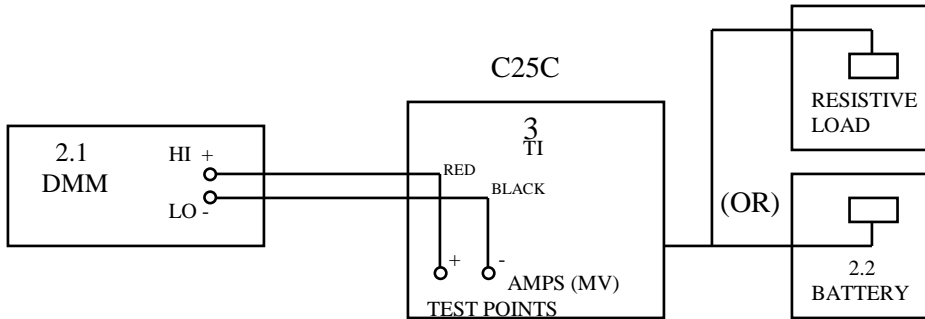 C25C
2.1
DMM
HI +
LO -
3
TI
RED
BLACK
+ -
AMPS (MV)
TEST POINTS
(OR)
RESISTIVE
LOAD
2.2
BATTERY